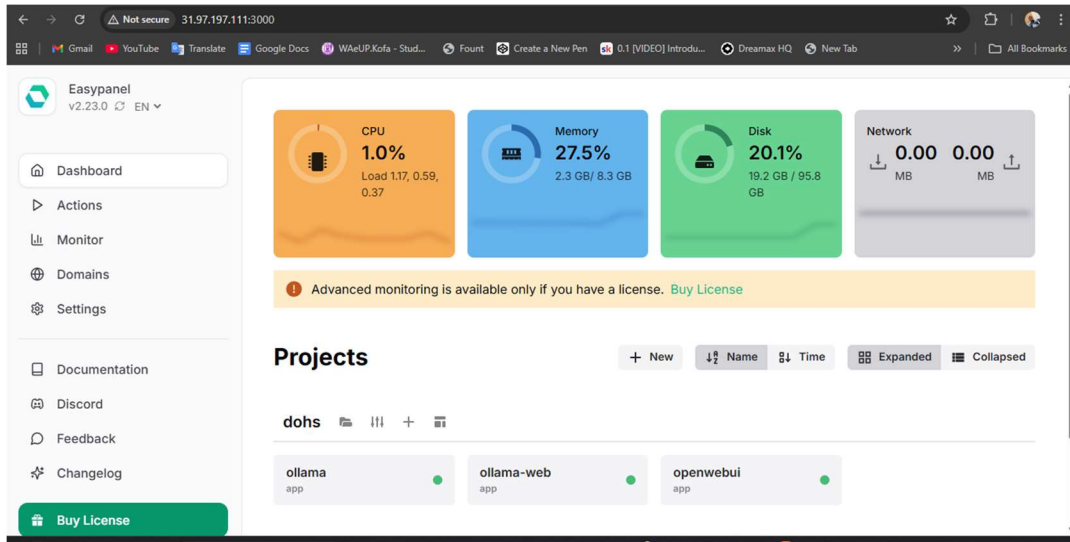 Not secure 31.97.197.111:3000
Gmail YouTube Translate Google Docs WAeUP.Kofa - Stud... Fount Create a New Pen sk 0.1 [VIDEO] Introdu... Dreamax HQ New Tab » All Bookmarks
Easypanel
v2.23.0 EN
Dashboard
Actions
Monitor
Domains
Settings
Documentation
Discord
Feedback
Changelog
Buy License
CPU
1.0%
Load 1.17, 0.59,
0.37
Memory
27.5%
2.3 GB/ 8.3 GB
Disk
20.1%
19.2 GB / 95.8
GB
Network
0.00 0.00
MB MB
Advanced monitoring is available only if you have a license. Buy License
Projects
+ New Name Time Expanded Collapsed
dohs
ollama
app
ollama-web
app
openwebui
app